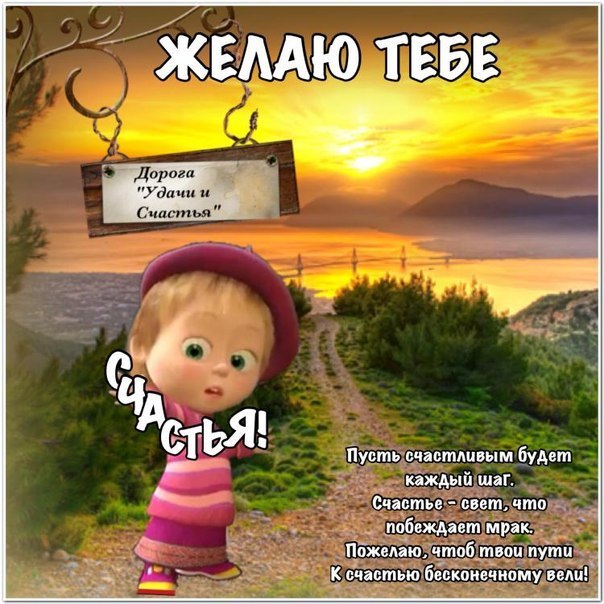 ЖЕЛАЮ ТЕБЕ
Дорога
"Удачи и
Счастья"
СЧАСТЬЯ!
Пусть счастливым будет
каждый шаг.
Счастье - свет, что
побеждает мрак.
Пожелаю, чтоб твои пути
К счастью бесконечному вели!